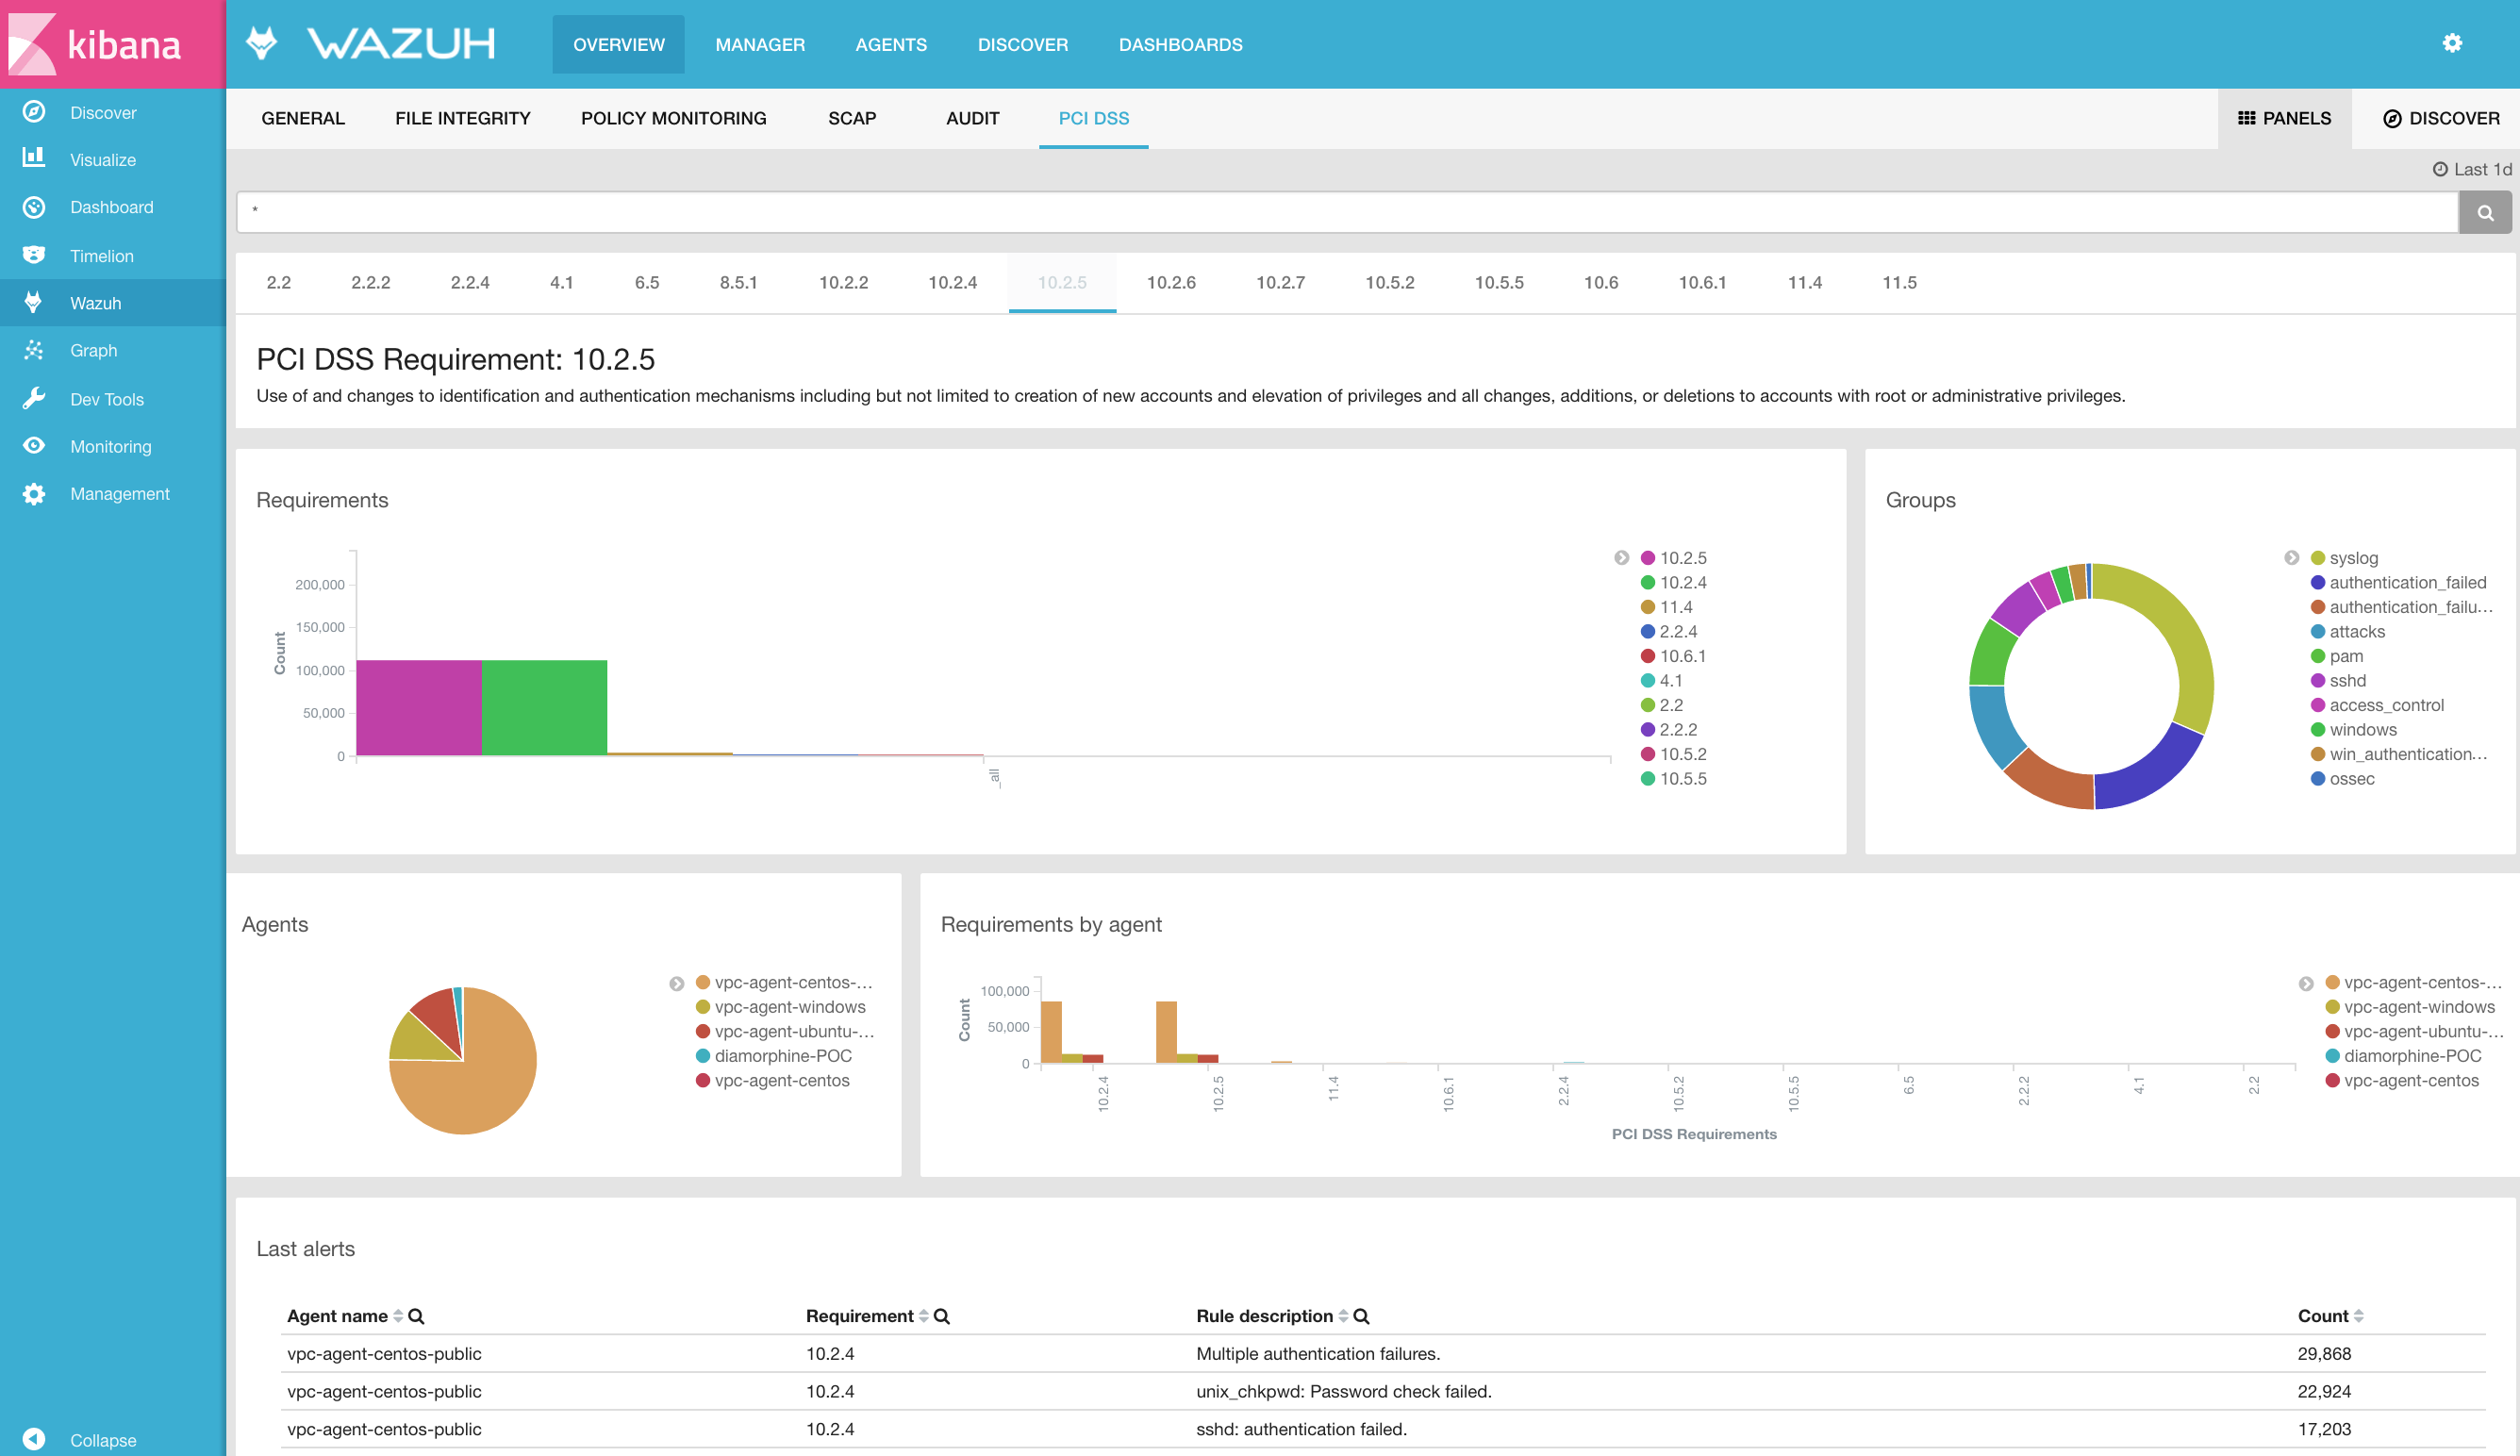 kibana
WAZUH
OVERVIEW MANAGER AGENTS DISCOVER DASHBOARDS
Discover
Visualize
Dashboard
Timelion
Wazuh
Graph
Dev Tools
Monitoring
Management
Collapse
GENERAL FILE INTEGRITY POLICY MONITORING SCAP AUDIT PCI DSS PANELS DISCOVER
Last 1d
*
2.2 2.2.2 2.2.4 4.1 6.5 8.5.1 10.2.2 10.2.4 10.2.5 10.2.6 10.2.7 10.5.2 10.5.5 10.6 10.6.1 11.4 11.5
PCI DSS Requirement: 10.2.5
Use of and changes to identification and authentication mechanisms including but not limited to creation of new accounts and elevation of privileges and all changes, additions, or deletions to accounts with root or administrative privileges.
Requirements
Count
200,000
150,000
100,000
50,000
0
_all
10.2.5
10.2.4
11.4
2.2.4
10.6.1
4.1
2.2
2.2.2
10.5.2
10.5.5
Groups
syslog
authentication_failed
authentication_failu...
attacks
pam
sshd
access_control
windows
win_authentication...
ossec
Agents
vpc-agent-centos-...
vpc-agent-windows
vpc-agent-ubuntu-...
diamorphine-POC
vpc-agent-centos
Requirements by agent
Count
100,000
50,000
0
10.2.4 10.2.5 11.4 10.6.1 2.2.4 10.5.2 10.5.5 6.5 2.2.2 4.1 2.2
PCI DSS Requirements
vpc-agent-centos-...
vpc-agent-windows
vpc-agent-ubuntu-...
diamorphine-POC
vpc-agent-centos
Last alerts
Agent name Requirement Rule description Count
vpc-agent-centos-public 10.2.4 Multiple authentication failures. 29,868
vpc-agent-centos-public 10.2.4 unix_chkpwd: Password check failed. 22,924
vpc-agent-centos-public 10.2.4 sshd: authentication failed. 17,203